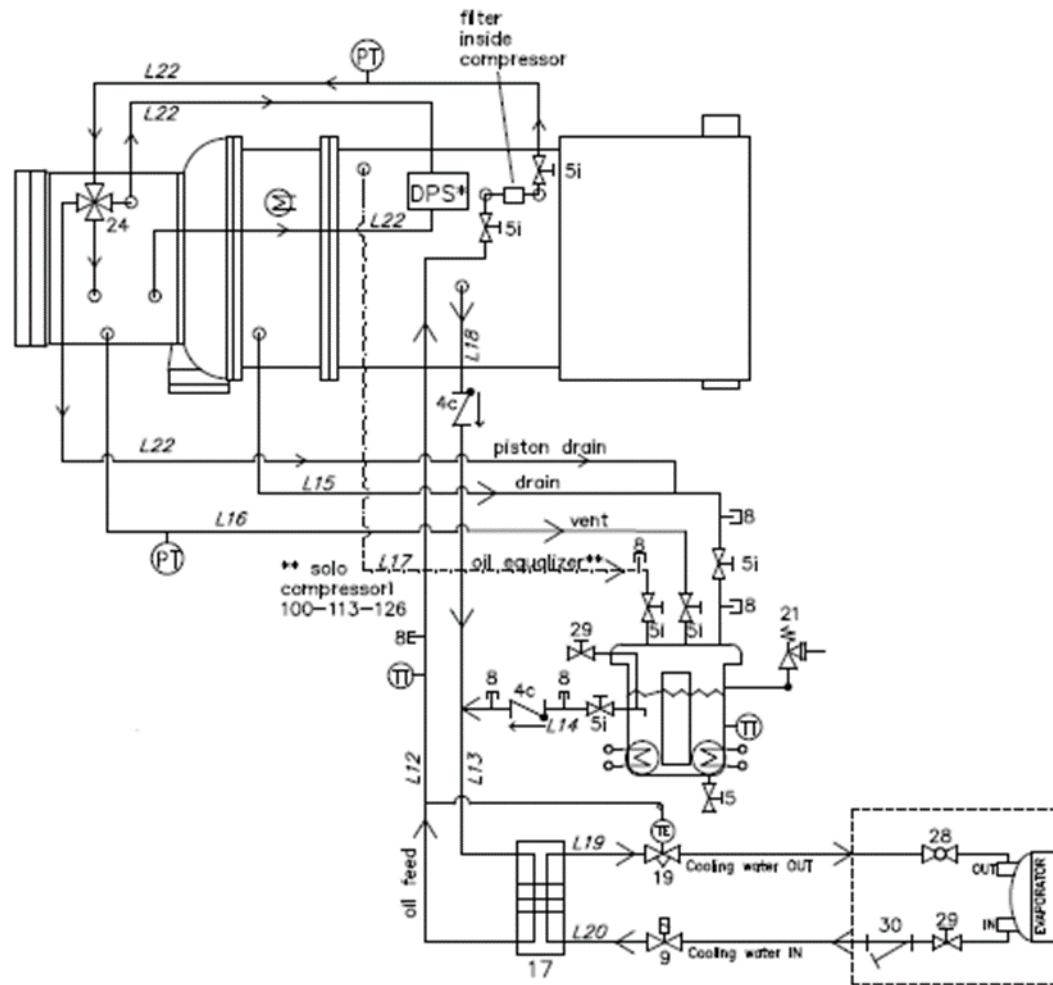 filter
inside
compressor
PT
L22
L22
5i
DPS*
24
L22
5i
L18
4c
L22
piston drain
L15
drain
L16
vent
8
PT
** solo
compressor1
100-113-126
L17
oil equalizer**
8
5i
8
21
8E
29
5i
5i
TT
8
4c
8
5i
L14
TT
L12
L13
5
TE
28
L19
19
Cooling water OUT
OUT
EVAPORATOR
oil feed
IN
30
29
L20
9
Cooling water IN
17